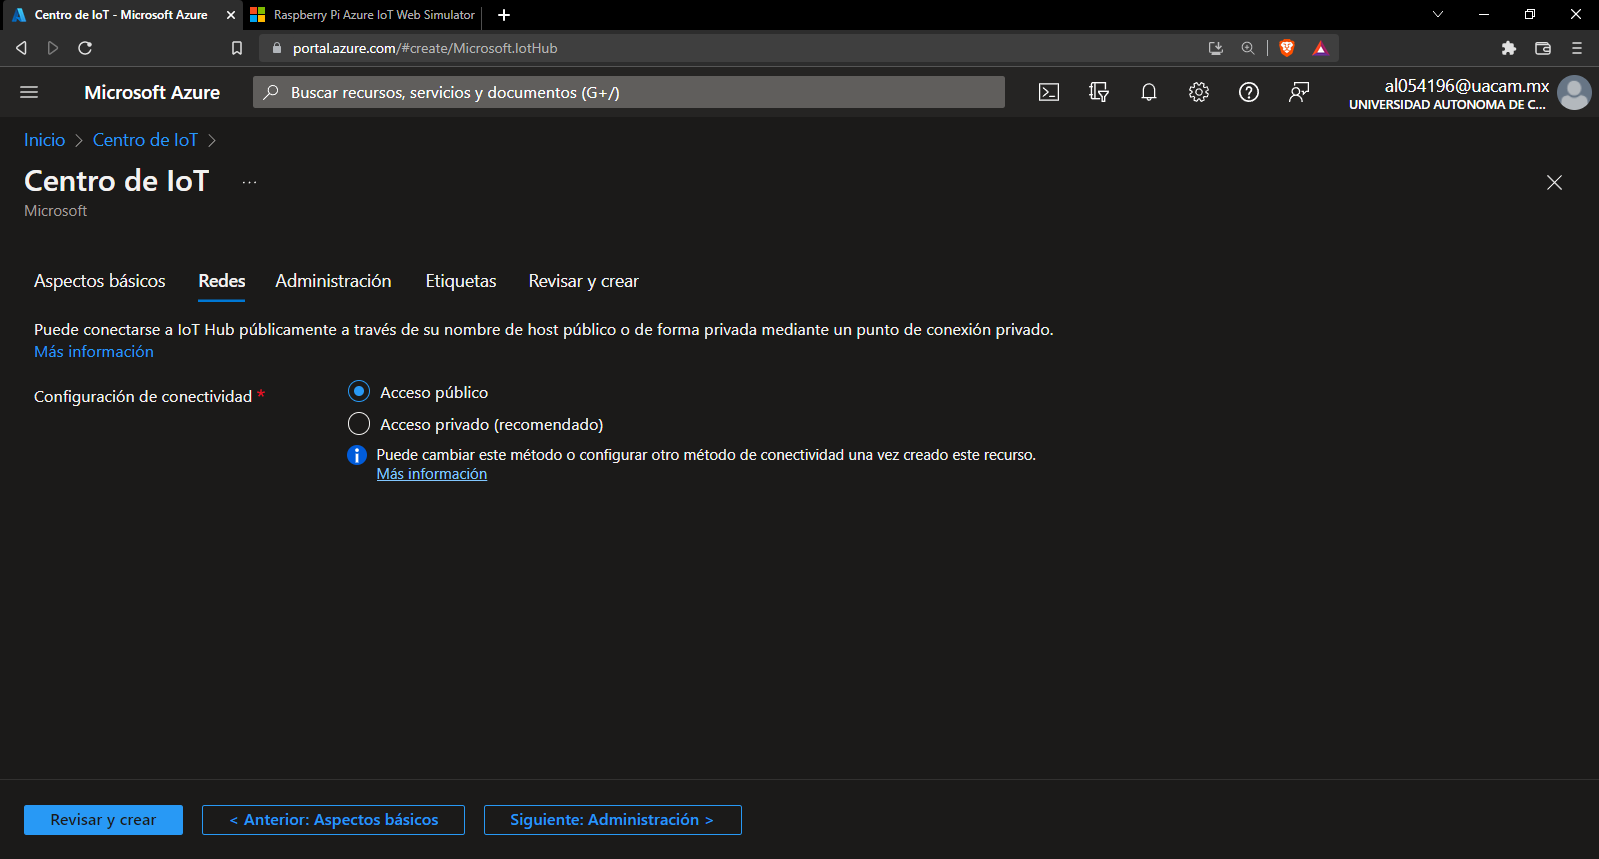 Centro de IoT - Microsoft Azure
Raspberry Pi Azure IoT Web Simulator
portal.azure.com/#create/Microsoft.IotHub
Microsoft Azure
Buscar recursos, servicios y documentos (G+/)
al054196@uacam.mx
UNIVERSIDAD AUTONOMA DE C...
Inicio > Centro de IoT >
Centro de IoT ...
Microsoft
Aspectos básicos Redes Administración Etiquetas Revisar y crear
Puede conectarse a IoT Hub públicamente a través de su nombre de host público o de forma privada mediante un punto de conexión privado.
Más información
Configuración de conectividad *
Acceso público
Acceso privado (recomendado)
Puede cambiar este método o configurar otro método de conectividad una vez creado este recurso.
Más información
Revisar y crear
< Anterior: Aspectos básicos
Siguiente: Administración >